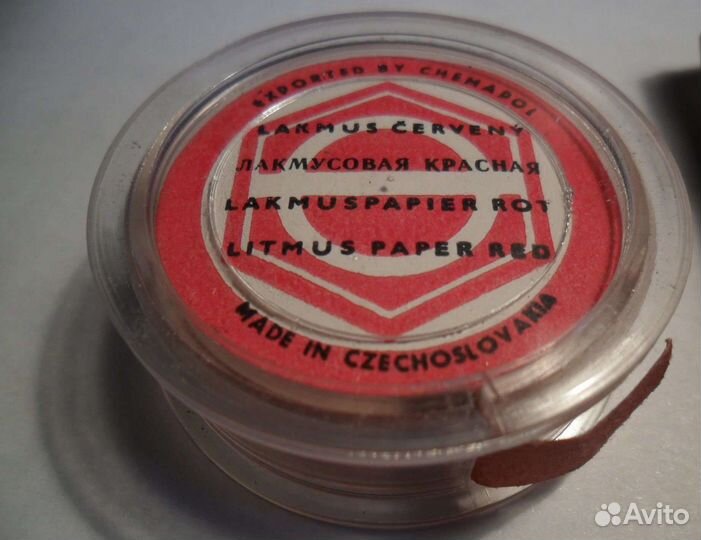 EXPORTED BY CHEMAPOL
LAKMUS ČERVENÝ
ЛАКМУСОВАЯ КРАСНАЯ
LAKMUSPAPIER ROT
LITMUS PAPER RED
MADE IN CZECHOSLOVAKIA
Avito